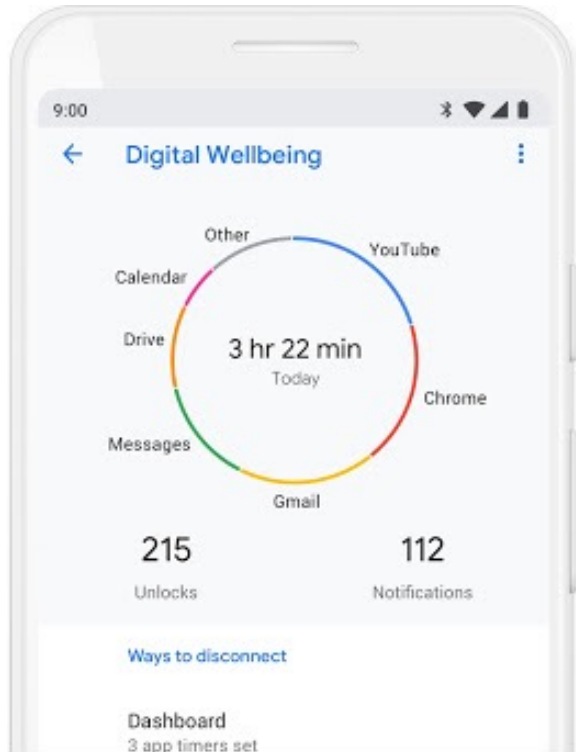 9:00
Digital Wellbeing
Other
YouTube
Calendar
Drive
3 hr 22 min
Today
Chrome
Messages
Gmail
215
112
Unlocks
Notifications
Ways to disconnect
Dashboard
3 app timers set